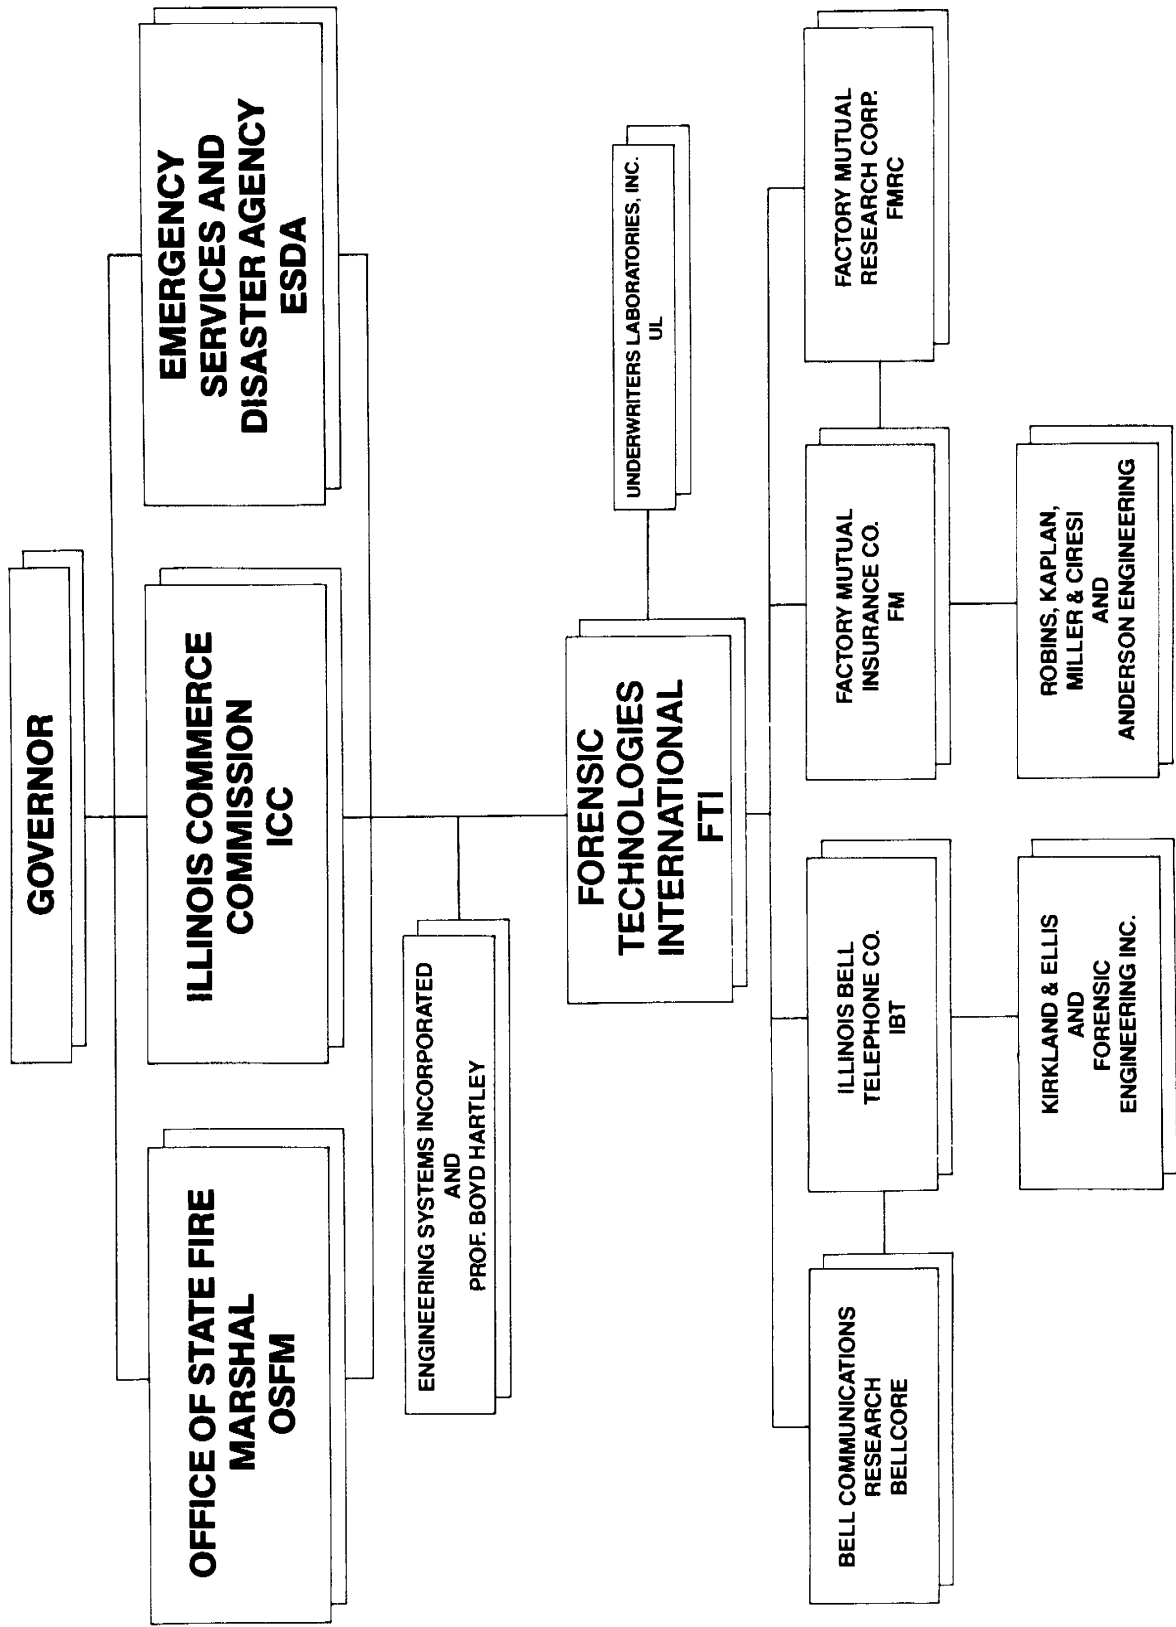 GOVERNOR
OFFICE OF STATE FIRE
MARSHAL
OSFM
ILLINOIS COMMERCE
COMMISSION
ICC
EMERGENCY
SERVICES AND
DISASTER AGENCY
ESDA
ENGINEERING SYSTEMS INCORPORATED
AND
PROF. BOYD HARTLEY
FORENSIC
TECHNOLOGIES
INTERNATIONAL
FTI
UNDERWRITERS LABORATORIES, INC.
UL
BELL COMMUNICATIONS
RESEARCH
BELLCORE
ILLINOIS BELL
TELEPHONE CO.
IBT
FACTORY MUTUAL
INSURANCE CO.
FM
FACTORY MUTUAL
RESEARCH CORP.
FMRC
KIRKLAND & ELLIS
AND
FORENSIC
ENGINEERING INC.
ROBINS, KAPLAN,
MILLER & CIRESI
AND
ANDERSON ENGINEERING